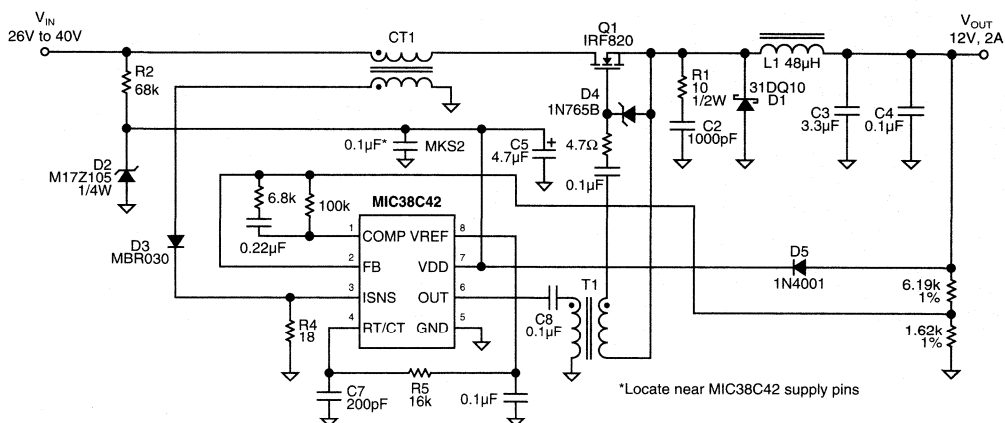 VIN
26V to 40V
CT1
Q1
IRF820
VOUT
12V, 2A
R2
68k
L1 48µH
D4
1N765B
R1
10
1/2W
31DQ10
D1
C2
1000pF
C3
3.3µF
C4
0.1µF
0.1µF*
MKS2
C5
4.7µF
+
4.7Ω
0.1µF
D2
M17Z105
1/4W
6.8k
100k
0.22µF
MIC38C42
D3
MBR030
1 COMP VREF 8
2 FB VDD 7
3 ISNS OUT 6
4 RT/CT GND 5
D5
1N4001
T1
C8
0.1µF
6.19k
1%
1.62k
1%
R4
18
C7
200pF
R5
16k
0.1µF
*Locate near MIC38C42 supply pins